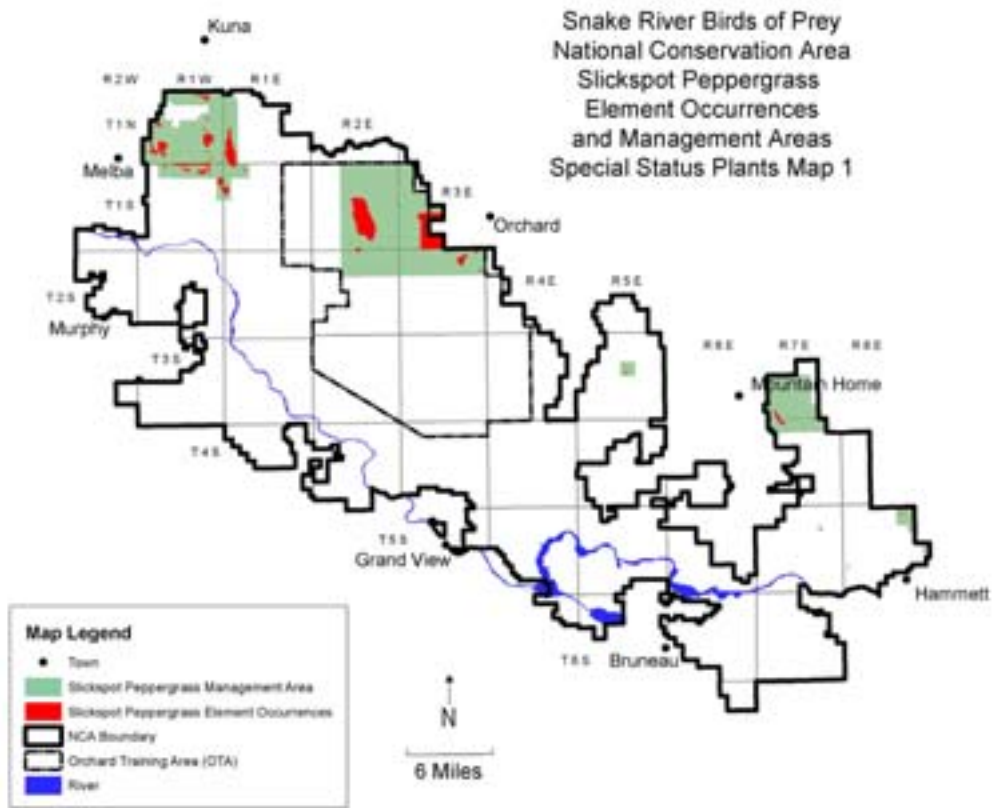 Snake River Birds of Prey
National Conservation Area
Slickspot Peppergrass
Element Occurrences
and Management Areas
Special Status Plants Map 1
Kuna
R2W
R1W
R1E
T1N
R2E
Melba
R3E
T1S
Orchard
R4E
R5E
T2S
Murphy
R6E
R7E
R8E
T3S
Mountain Home
T4S
T5S
Grand View
Hammett
T6S
Bruneau
N
6 Miles
Map Legend
Town
Slickspot Peppergrass Management Area
Slickspot Peppergrass Element Occurrences
NCA Boundary
Orchard Training Area (OTA)
River